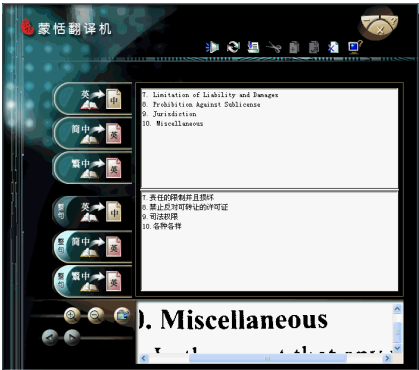 蒙恬翻译机
英 中
简中 英
繁中 英
整句 英 中
整句 简中 英
整句 繁中 英
7. Limitation of Liability and Damages
8. Prohibition Against Sublicense
9. Jurisdiction
10. Miscellaneous
7.责任的限制并且损坏
8.禁止反对可转让的许可证
9.司法权限
10.各种各样
0. Miscellaneous